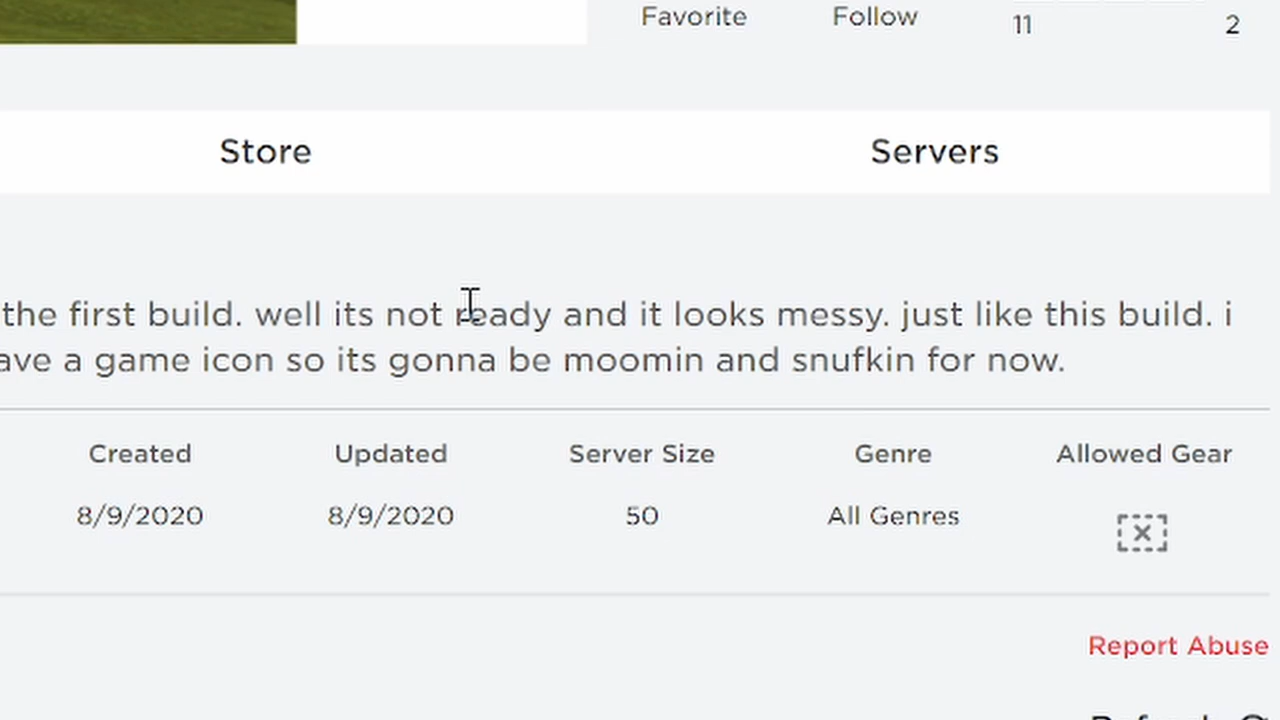 Favorite Follow 11 2
Store Servers
the first build. well its not ready and it looks messy. just like this build. i
a game icon so its gonna be moomin and snufkin for now.
Created Updated Server Size Genre Allowed Gear
8/9/2020 8/9/2020 50 All Genres
Report Abuse